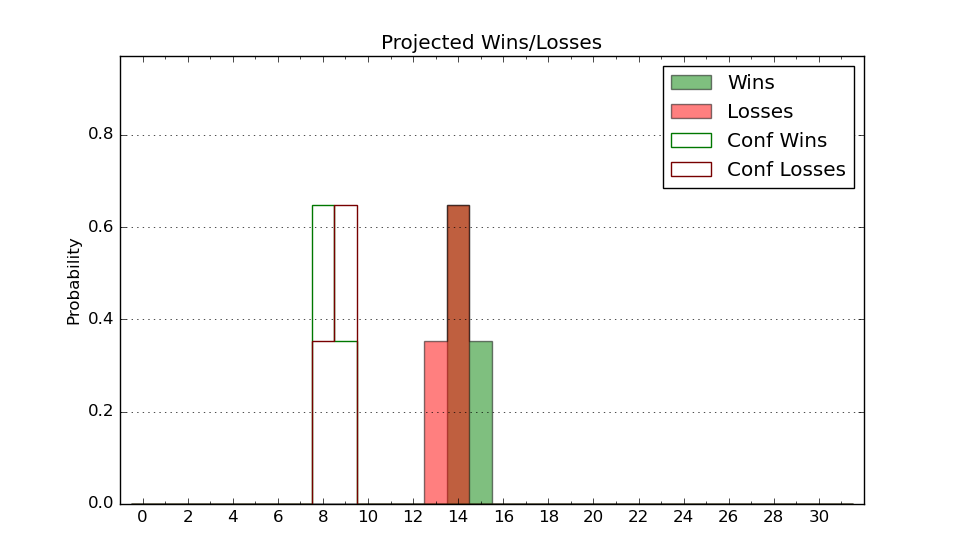 Projected Wins/Losses
Wins
Losses
Conf Wins
Conf Losses
Probability
0.8
0.6
0.4
0.2
0.0
0 2 4 6 8 10 12 14 16 18 20 22 24 26 28 30